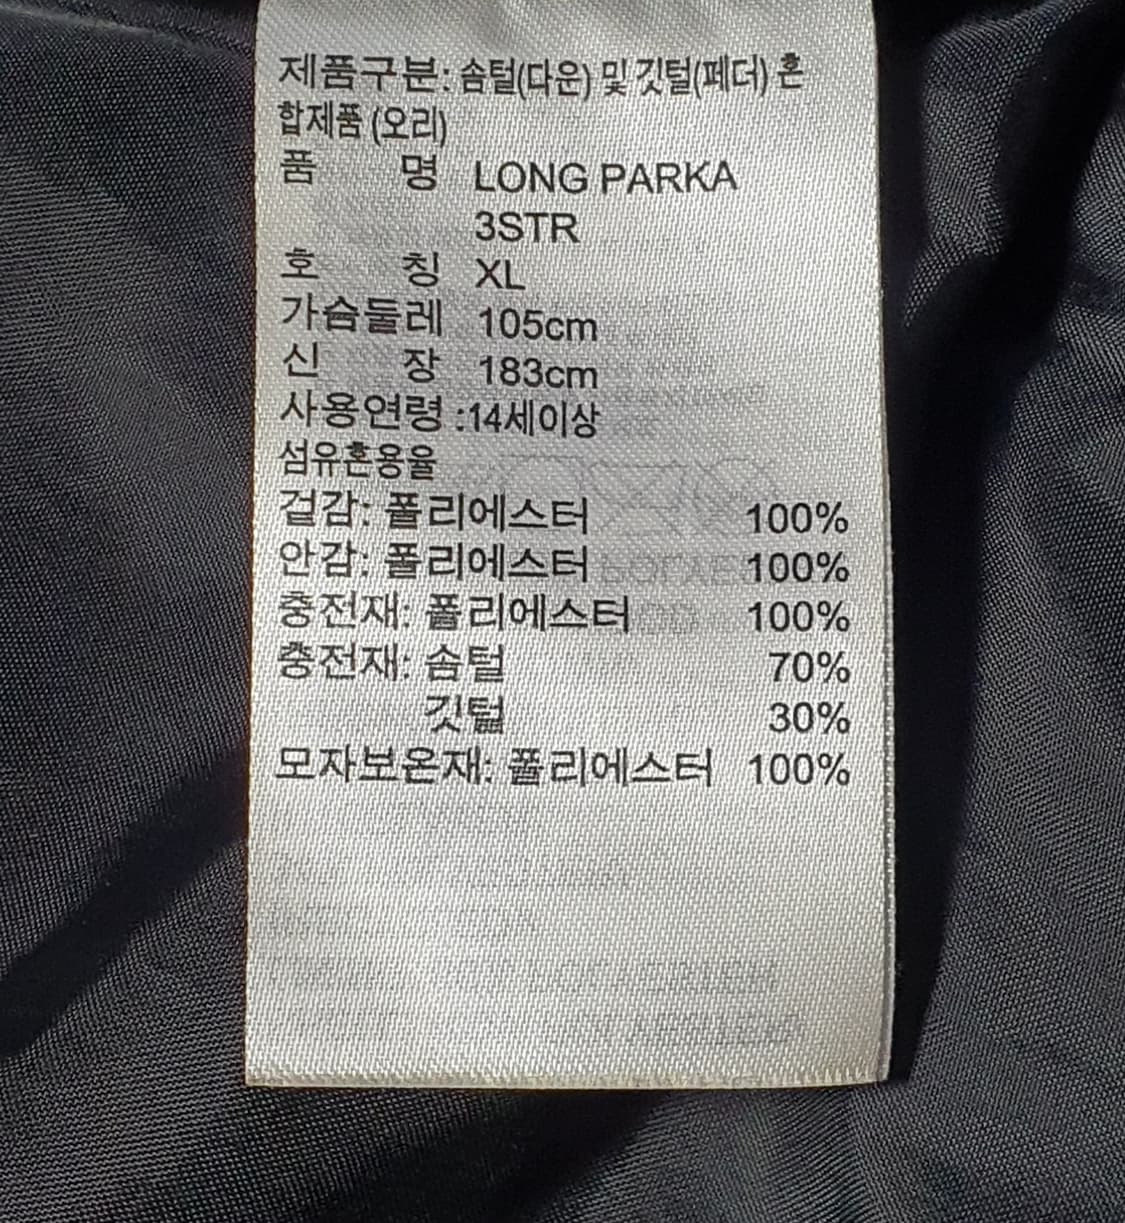 제품구분: 솜털(다운) 및 깃털(페더) 혼
합제품 (오리)
품 명 LONG PARKA
3STR
호 칭 XL
가슴둘레 105cm
신 장 183cm
사용연령 :14세이상
섬유혼용율
겉감: 폴리에스터 100%
안감: 폴리에스터 100%
충전재: 폴리에스터 100%
충전재: 솜털 70%
깃털 30%
모자보온재: 폴리에스터 100%